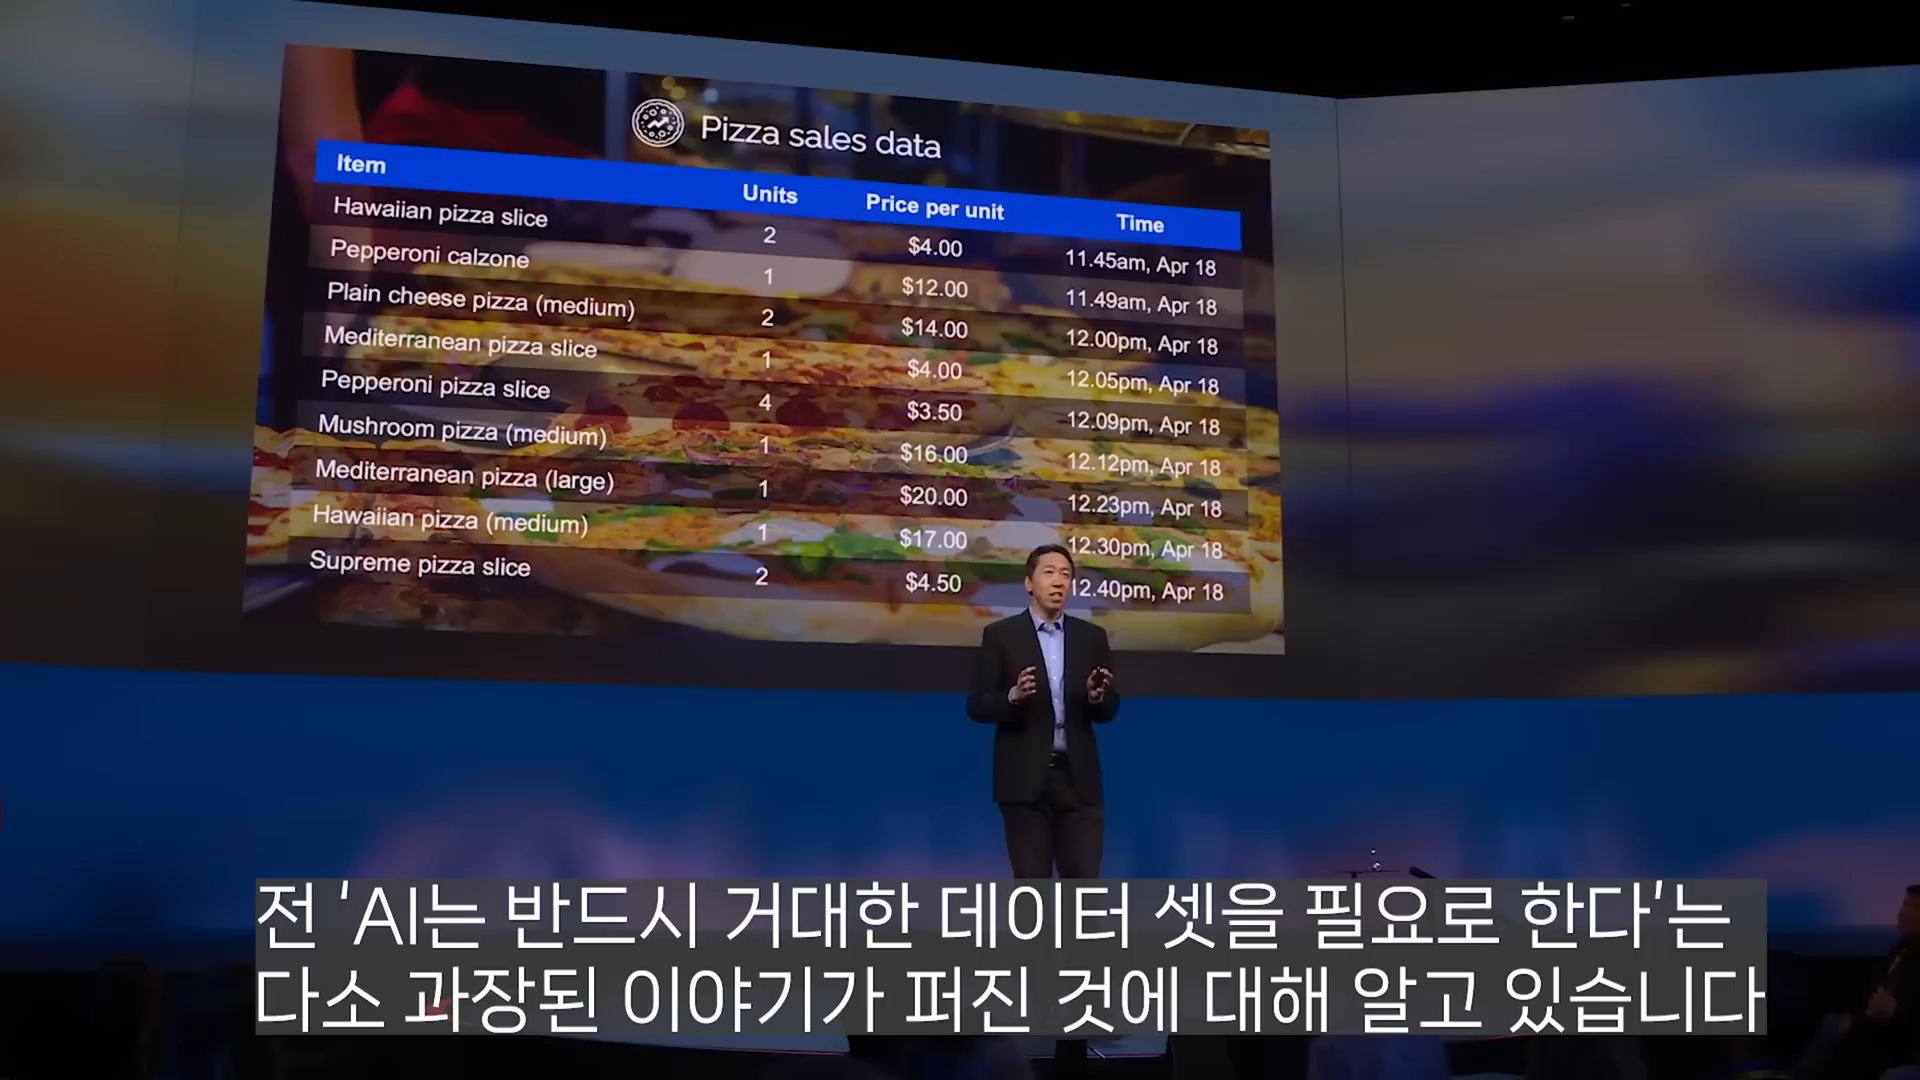 Pizza sales data
Item Units Price per unit Time
Hawaiian pizza slice 2 $4.00 11.45am, Apr 18
Pepperoni calzone 1 $12.00 11.49am, Apr 18
Plain cheese pizza (medium) 2 $14.00 12.00pm, Apr 18
Mediterranean pizza slice 1 $4.00 12.05pm, Apr 18
Pepperoni pizza slice 4 $3.50 12.09pm, Apr 18
Mushroom pizza (medium) 1 $16.00 12.12pm, Apr 18
Mediterranean pizza (large) 1 $20.00 12.23pm, Apr 18
Hawaiian pizza (medium) 1 $17.00 12.30pm, Apr 18
Supreme pizza slice 2 $4.50 12.40pm, Apr 18
전 'AI는 반드시 거대한 데이터 셋을 필요로 한다'는
다소 과장된 이야기가 퍼진 것에 대해 알고 있습니다